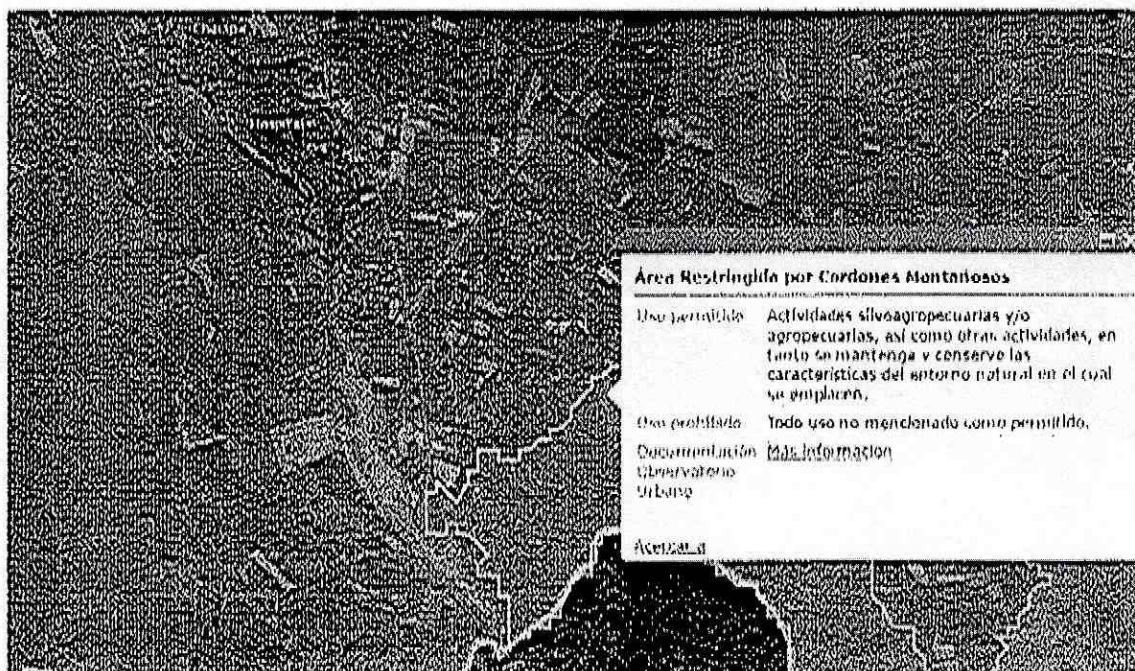 Área Restringida por Cordones Montañosos
Uso permitido Actividades silvoagropecuarias y/o
agropecuarias, así como otras actividades, en
tanto se mantenga y conserve las
características del entorno natural en el cual
se emplacen.
Uso prohibido Todo uso no mencionado como permitido.
Documentación Más información
Observatorio
Urbano
Acercar a